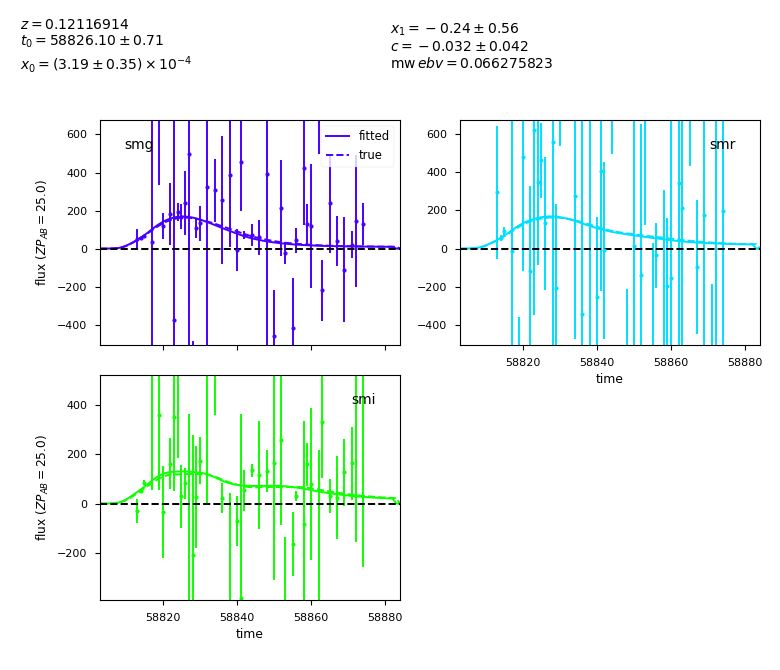 z = 0.12116914
t₀ = 58826.10 ± 0.71
x₀ = (3.19 ± 0.35) × 10⁻⁴
x₁ = −0.24 ± 0.56
c = −0.032 ± 0.042
mw ebv = 0.066275823
smg
fitted
true
600
400
200
0
−200
−400
flux (ZP_AB = 25.0)
smr
600
400
200
0
−200
−400
58820 58840 58860 58880
time
smi
400
200
0
−200
flux (ZP_AB = 25.0)
58820 58840 58860 58880
time